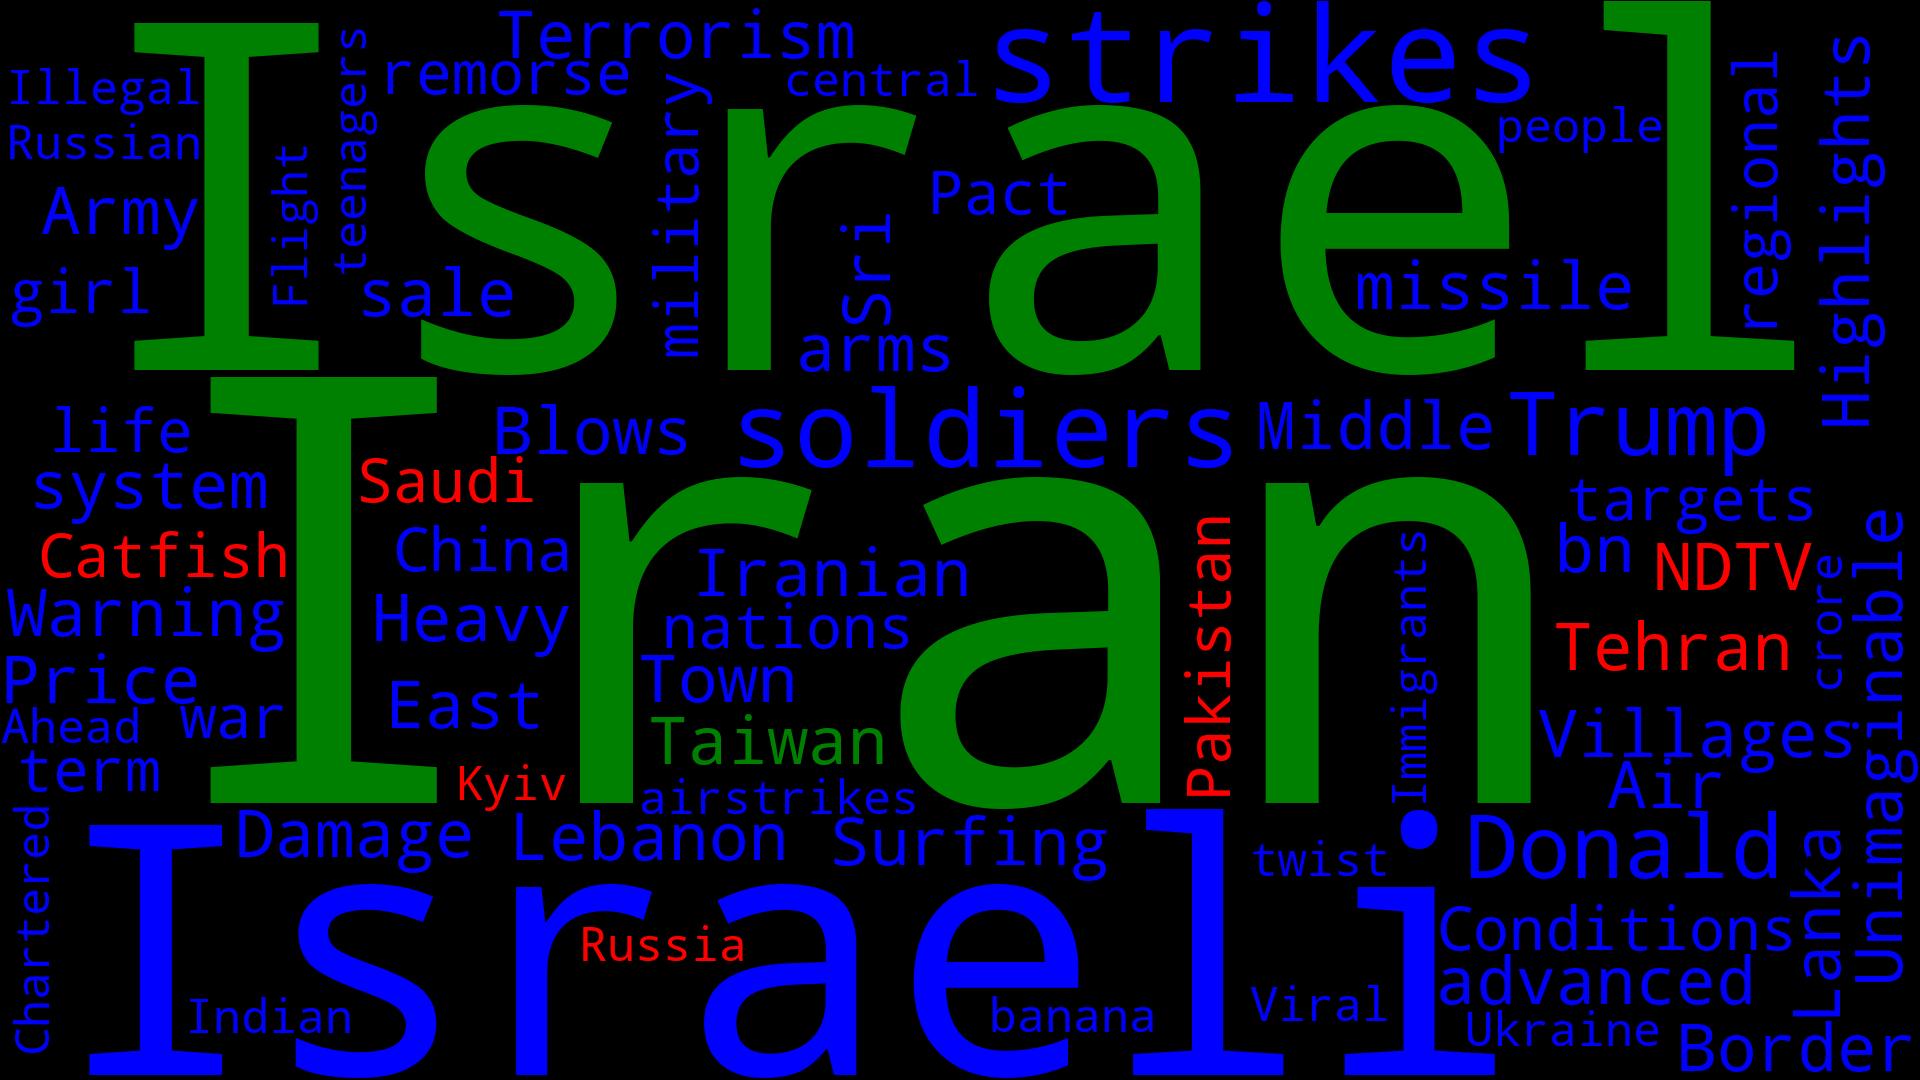 Terrorism
strikes
Illegal
teenagers
remorse
central
Israel
regional
Highlights
people
Russian
military
Flight
Army
Pact
Sri
girl
sale
missile
arms
life
Blows
soldiers
Middle
Trump
system
Saudi
targets
Catfish
China
Iran
Iranian
Pakistan
Immigrants
bn
NDTV
crore
Unimaginable
Warning
Heavy
nations
Tehran
Price
East
Town
Ahead
war
Taiwan
Villages
term
Kyiv
airstrikes
Air
Chartered
Damage
Lebanon
Surfing
twist
Donald
Lanka
Israeli
Russia
Conditions
advanced
Indian
banana
Viral
Ukraine
Border